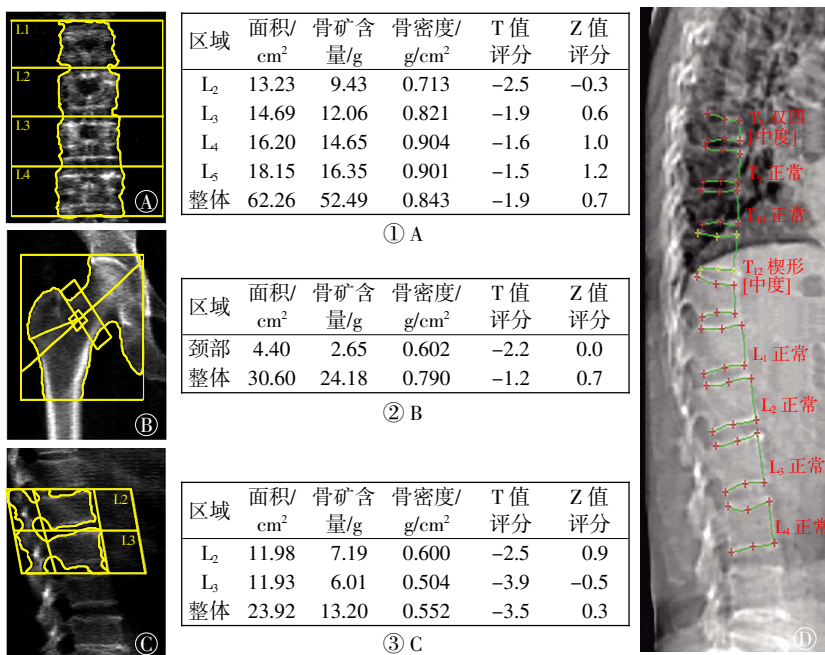 L1
L2
L3
L4
Ⓐ
区域 面积/cm² 骨矿含量/g 骨密度/g/cm² T 值评分 Z 值评分
L₂ 13.23 9.43 0.713 −2.5 −0.3
L₃ 14.69 12.06 0.821 −1.9 0.6
L₄ 16.20 14.65 0.904 −1.6 1.0
L₅ 18.15 16.35 0.901 −1.5 1.2
整体 62.26 52.49 0.843 −1.9 0.7
① A
Ⓑ
区域 面积/cm² 骨矿含量/g 骨密度/g/cm² T 值评分 Z 值评分
颈部 4.40 2.65 0.602 −2.2 0.0
整体 30.60 24.18 0.790 −1.2 0.7
② B
L2
L3
Ⓒ
区域 面积/cm² 骨矿含量/g 骨密度/g/cm² T 值评分 Z 值评分
L₂ 11.98 7.19 0.600 −2.5 0.9
L₃ 11.93 6.01 0.504 −3.9 −0.5
整体 23.92 13.20 0.552 −3.5 0.3
③ C
双凹
[中度]
正常
T₁₀ 正常
T₁₂ 楔形
[中度]
L₁ 正常
L₂ 正常
L₃ 正常
L₄ 正常
Ⓓ